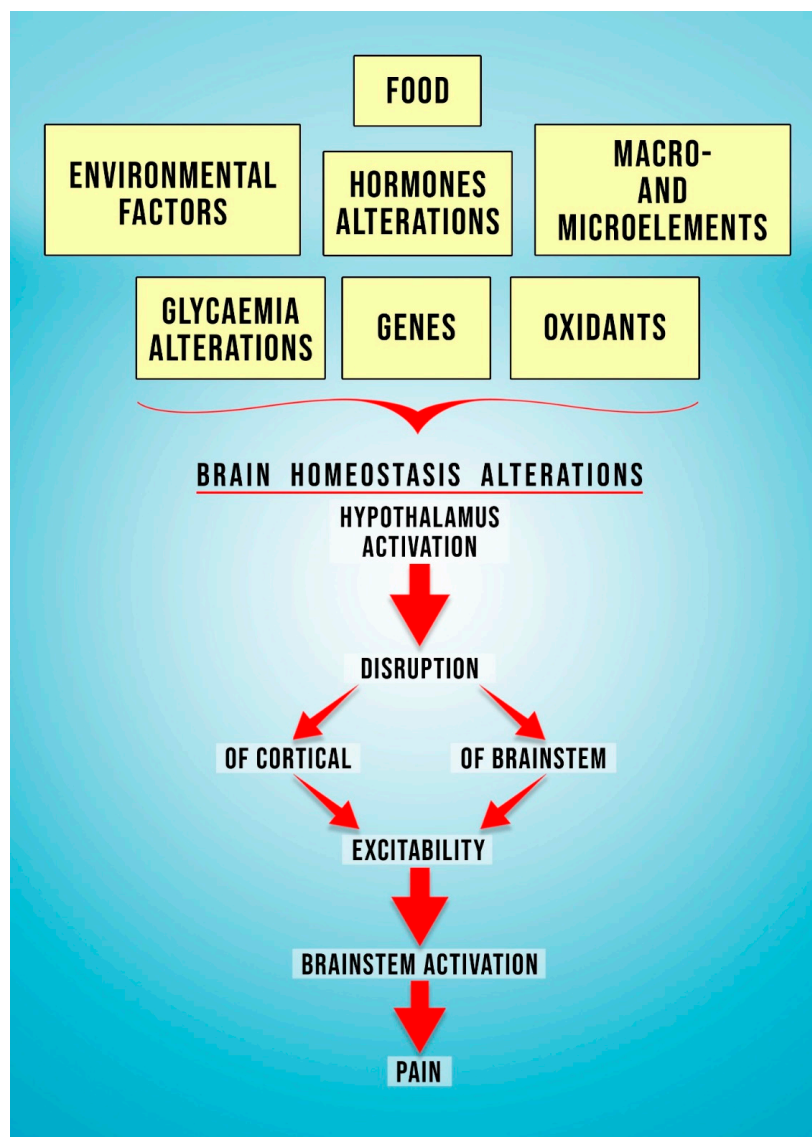 FOOD
ENVIRONMENTAL
FACTORS
HORMONES
ALTERATIONS
MACRO-
AND
MICROELEMENTS
GLYCAEMIA
ALTERATIONS
GENES
OXIDANTS
BRAIN HOMEOSTASIS ALTERATIONS
HYPOTHALAMUS
ACTIVATION
DISRUPTION
OF CORTICAL
OF BRAINSTEM
EXCITABILITY
BRAINSTEM ACTIVATION
PAIN